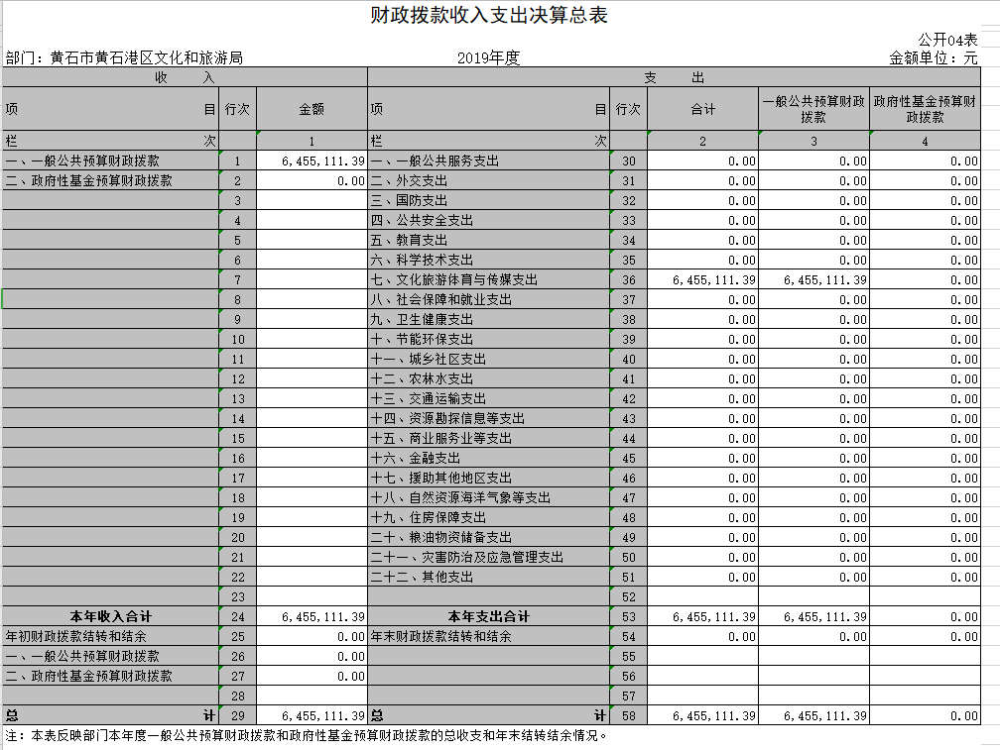 财政拨款收入支出决算总表
公开04表
部门：黄石市黄石港区文化和旅游局 2019年度 金额单位：元
收 入 支 出
项 目 行次 金额 项 目 行次 合计 一般公共预算财政拨款 政府性基金预算财政拨款
栏 次 1 栏 次 2 3 4
一、一般公共预算财政拨款 1 6,455,111.39 一、一般公共服务支出 30 0.00 0.00 0.00
二、政府性基金预算财政拨款 2 0.00 二、外交支出 31 0.00 0.00 0.00
3 三、国防支出 32 0.00 0.00 0.00
4 四、公共安全支出 33 0.00 0.00 0.00
5 五、教育支出 34 0.00 0.00 0.00
6 六、科学技术支出 35 0.00 0.00 0.00
7 七、文化旅游体育与传媒支出 36 6,455,111.39 6,455,111.39 0.00
8 八、社会保障和就业支出 37 0.00 0.00 0.00
9 九、卫生健康支出 38 0.00 0.00 0.00
10 十、节能环保支出 39 0.00 0.00 0.00
11 十一、城乡社区支出 40 0.00 0.00 0.00
12 十二、农林水支出 41 0.00 0.00 0.00
13 十三、交通运输支出 42 0.00 0.00 0.00
14 十四、资源勘探信息等支出 43 0.00 0.00 0.00
15 十五、商业服务业等支出 44 0.00 0.00 0.00
16 十六、金融支出 45 0.00 0.00 0.00
17 十七、援助其他地区支出 46 0.00 0.00 0.00
18 十八、自然资源海洋气象等支出 47 0.00 0.00 0.00
19 十九、住房保障支出 48 0.00 0.00 0.00
20 二十、粮油物资储备支出 49 0.00 0.00 0.00
21 二十一、灾害防治及应急管理支出 50 0.00 0.00 0.00
22 二十二、其他支出 51 0.00 0.00 0.00
23 52
本年收入合计 24 6,455,111.39 本年支出合计 53 6,455,111.39 6,455,111.39 0.00
年初财政拨款结转和结余 25 0.00 年末财政拨款结转和结余 54 0.00 0.00 0.00
一、一般公共预算财政拨款 26 0.00 55
二、政府性基金预算财政拨款 27 0.00 56
28 57
总 计 29 6,455,111.39 总 计 58 6,455,111.39 6,455,111.39 0.00
注：本表反映部门本年度一般公共预算财政拨款和政府性基金预算财政拨款的总收支和年末结转结余情况。